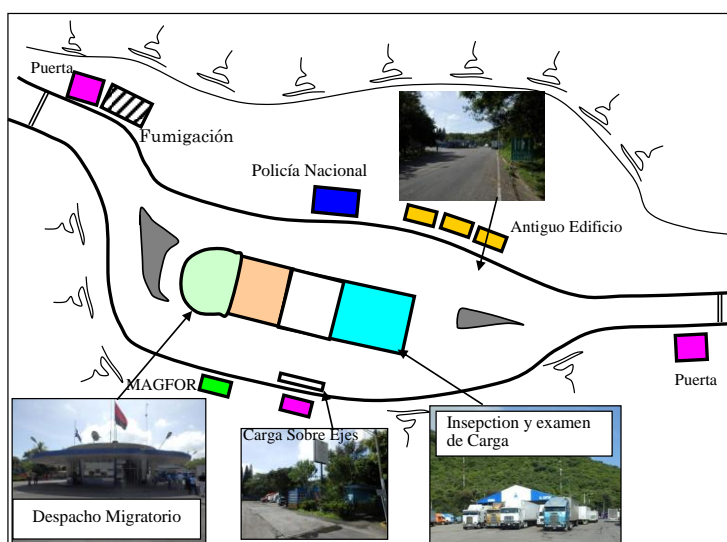 Puerta
Fumigación
Policía Nacional
Antiguo Edificio
MAGFOR
Carga Sobre Ejes
Puerta
Insepction y examen
de Carga
Despacho Migratorio